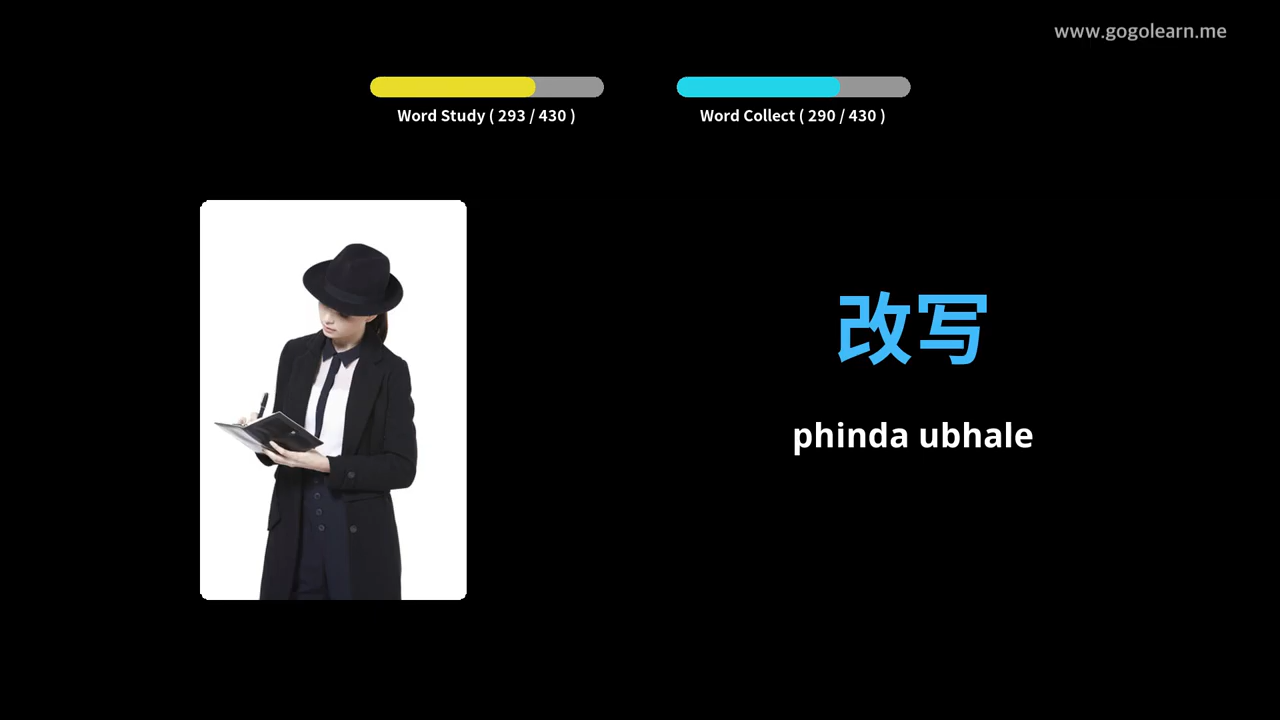 www.gogolearn.me
Word Study ( 293 / 430 )
Word Collect ( 290 / 430 )
改写
phinda ubhale